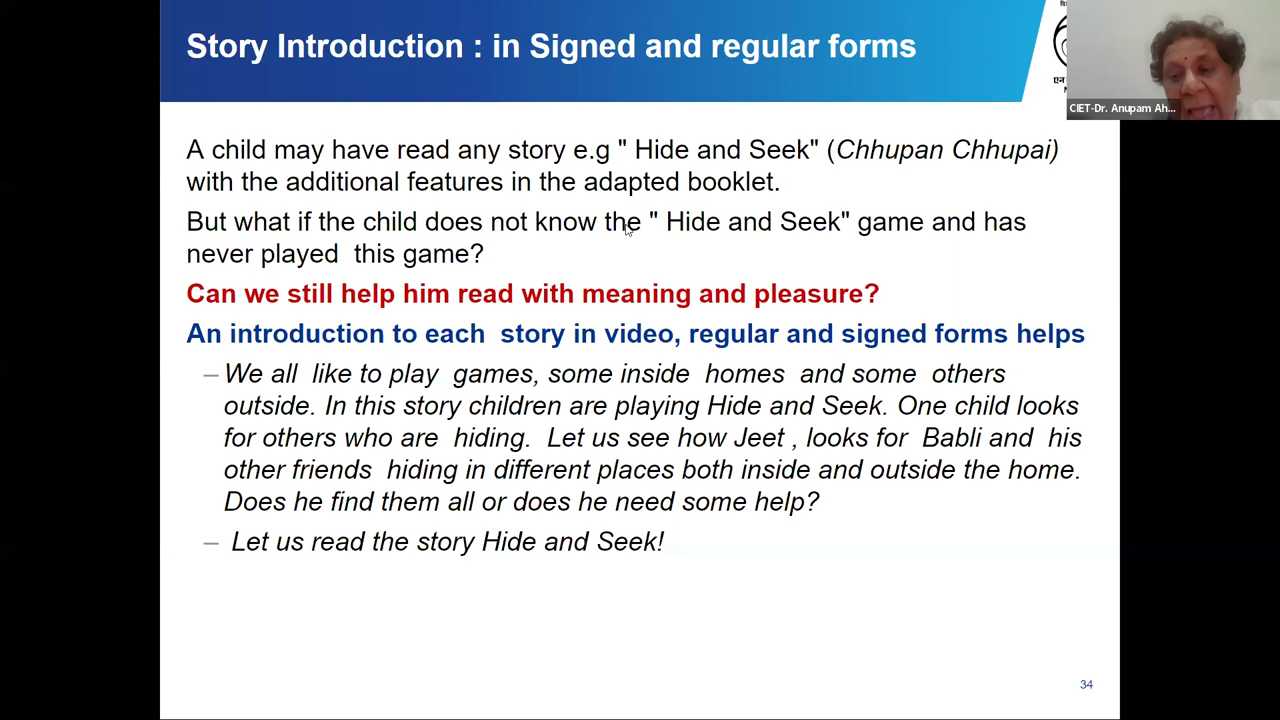 Story Introduction : in Signed and regular forms
CIET-Dr. Anupam Ah...
A child may have read any story e.g " Hide and Seek" (Chhupan Chhupai)
with the additional features in the adapted booklet.
But what if the child does not know the " Hide and Seek" game and has
never played this game?
Can we still help him read with meaning and pleasure?
An introduction to each story in video, regular and signed forms helps
– We all like to play games, some inside homes and some others
outside. In this story children are playing Hide and Seek. One child looks
for others who are hiding. Let us see how Jeet , looks for Babli and his
other friends hiding in different places both inside and outside the home.
Does he find them all or does he need some help?
– Let us read the story Hide and Seek!
34